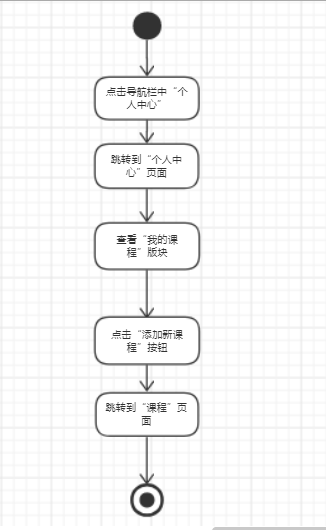 点击导航栏中“个
人中心”
跳转到“个人中
心”页面
查看“我的课
程”版块
点击“添加新课
程”按钮
跳转到“课程”页
面